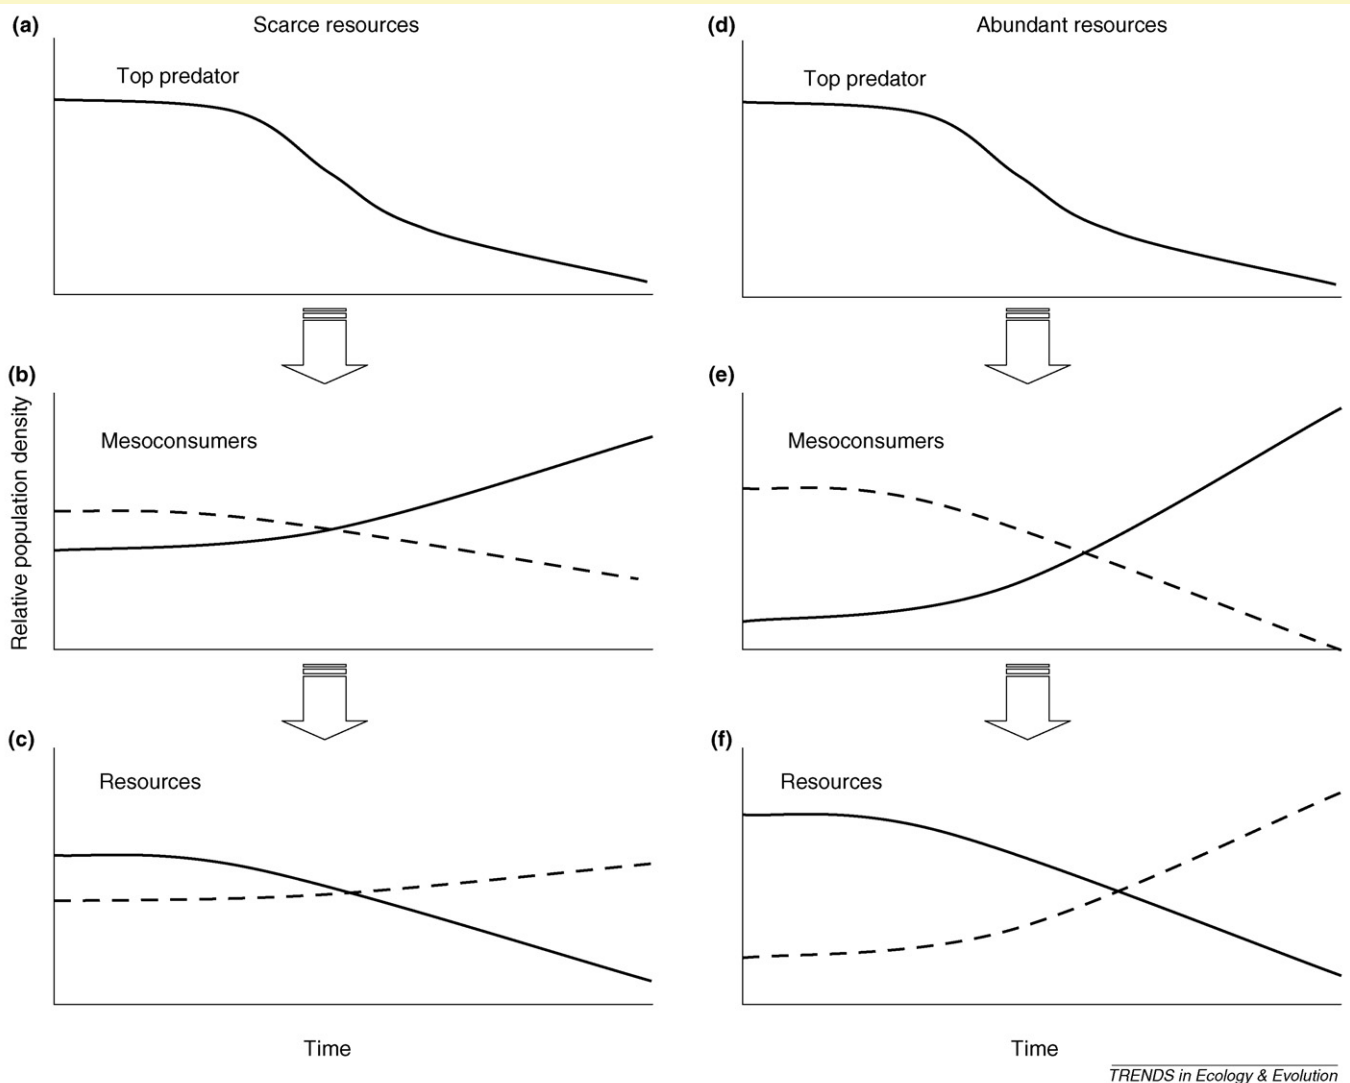 (a)
Scarce resources
Top predator
(b)
Mesoconsumers
Relative population density
(c)
Resources
Time
(d)
Abundant resources
Top predator
(e)
Mesoconsumers
(f)
Resources
Time
TRENDS in Ecology & Evolution